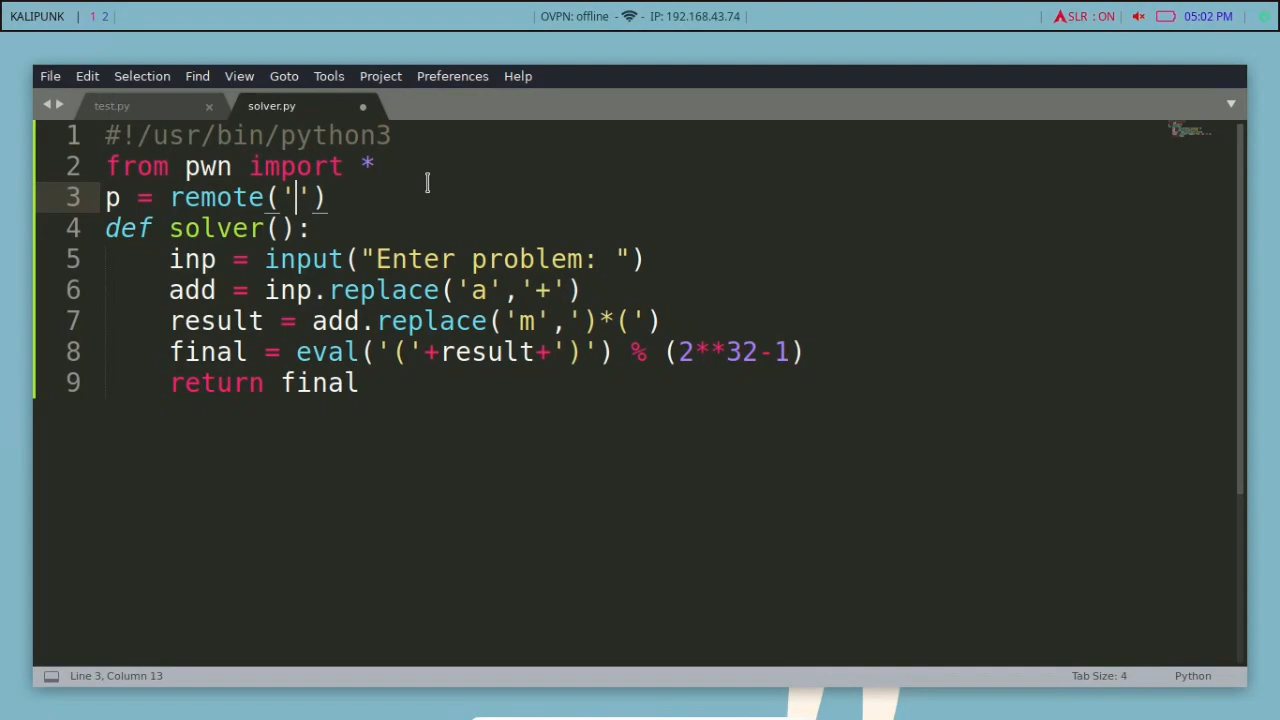 KALIPUNK | 1 2 | | OVPN: offline - - IP: 192.168.43.74 | | SLR : ON 05:02 PM
File Edit Selection Find View Goto Tools Project Preferences Help
test.py × solver.py
1 #!/usr/bin/python3
2 from pwn import *
3 p = remote('')
4 def solver():
5     inp = input("Enter problem: ")
6     add = inp.replace('a','+')
7     result = add.replace('m',')*(')
8     final = eval('('+result+')') % (2**32-1)
9     return final
Line 3, Column 13 Tab Size: 4 Python